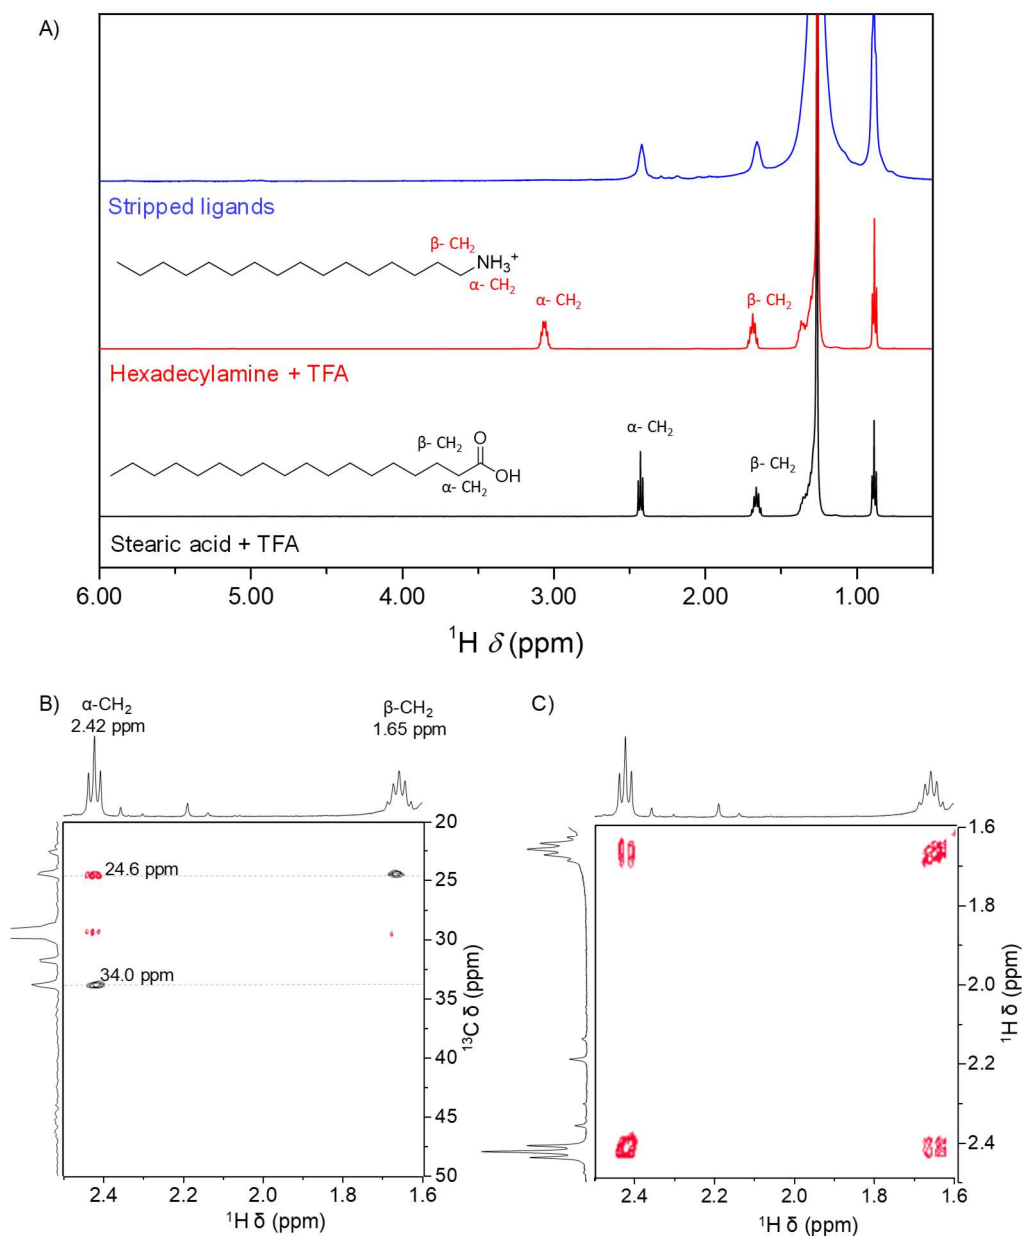 A)
Stripped ligands
β- CH₂
NH₃⁺
α- CH₂
α- CH₂
β- CH₂
Hexadecylamine + TFA
α- CH₂
β- CH₂
O
β- CH₂
OH
α- CH₂
Stearic acid + TFA
6.00 5.00 4.00 3.00 2.00 1.00
¹H δ (ppm)
B)
α-CH₂
2.42 ppm
β-CH₂
1.65 ppm
20
24.6 ppm
25
30
34.0 ppm
35
40
45
50
¹³C δ (ppm)
2.4 2.2 2.0 1.8 1.6
¹H δ (ppm)
C)
1.6
1.8
2.0
2.2
2.4
¹H δ (ppm)
2.4 2.2 2.0 1.8 1.6
¹H δ (ppm)